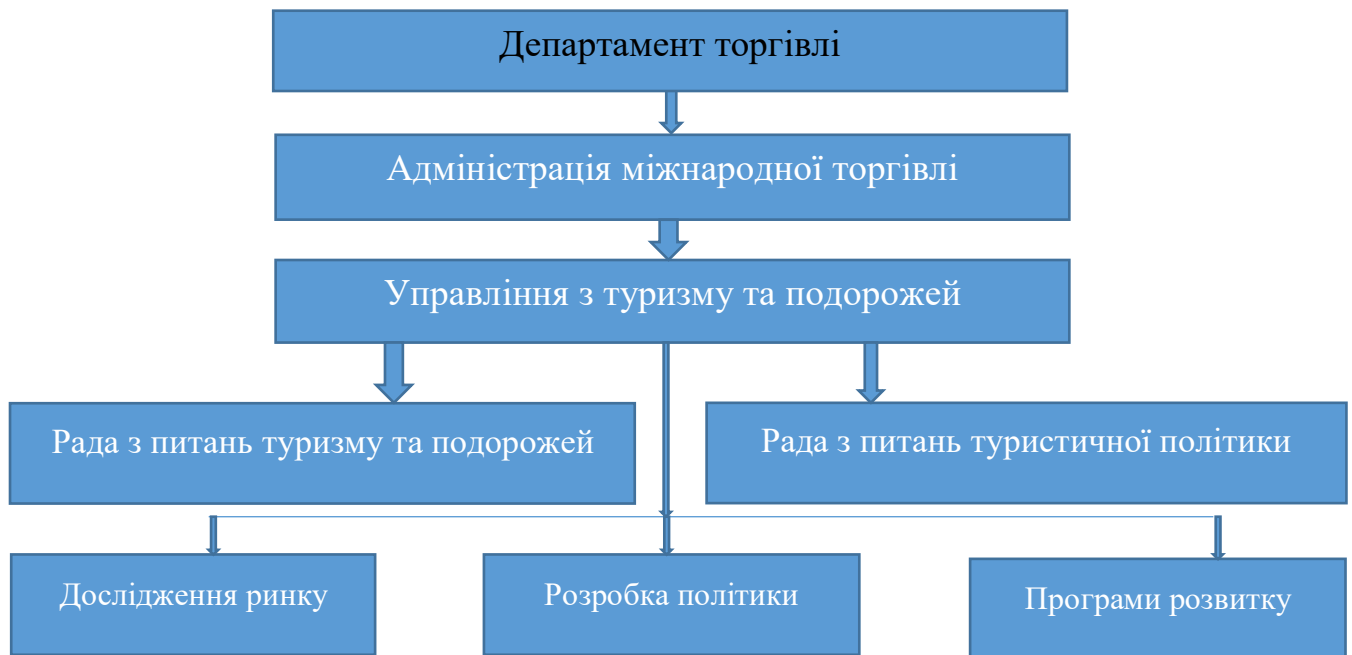 Департамент торгівлі
Адміністрація міжнародної торгівлі
Управління з туризму та подорожей
Рада з питань туризму та подорожей
Рада з питань туристичної політики
Дослідження ринку
Розробка політики
Програми розвитку